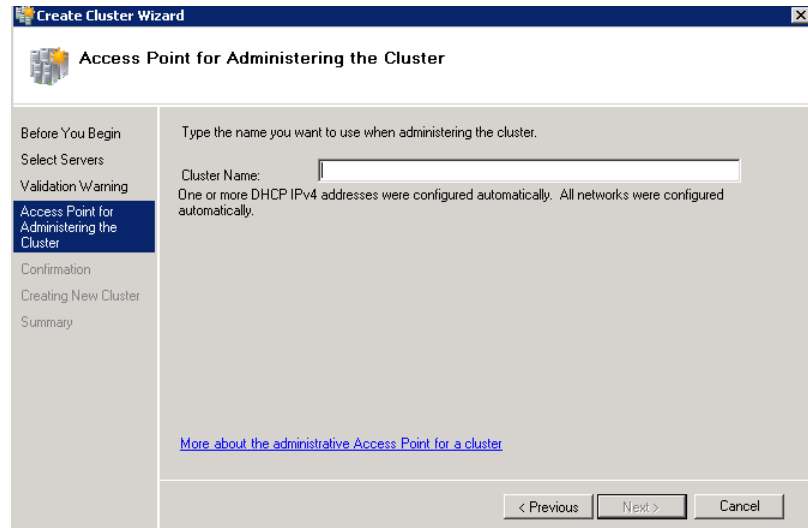 Create Cluster Wizard
Access Point for Administering the Cluster
Before You Begin
Select Servers
Validation Warning
Access Point for
Administering the
Cluster
Confirmation
Creating New Cluster
Summary
Type the name you want to use when administering the cluster.
Cluster Name:
One or more DHCP IPv4 addresses were configured automatically. All networks were configured
automatically.
More about the administrative Access Point for a cluster
< Previous
Next >
Cancel